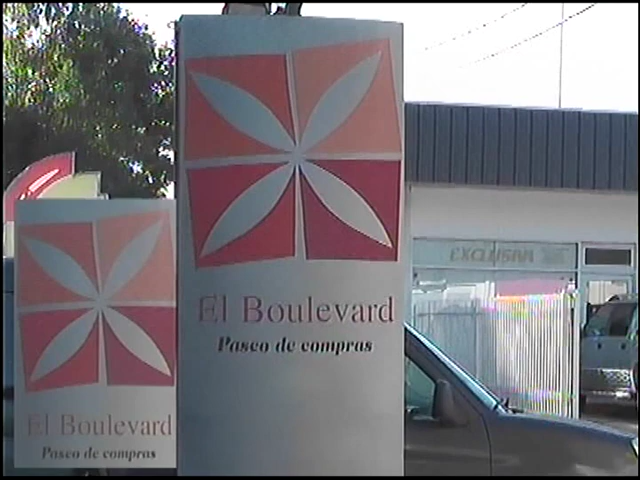 El Boulevard
Paseo de compras
El Boulevard
Paseo de compras
EXCLUSIVA